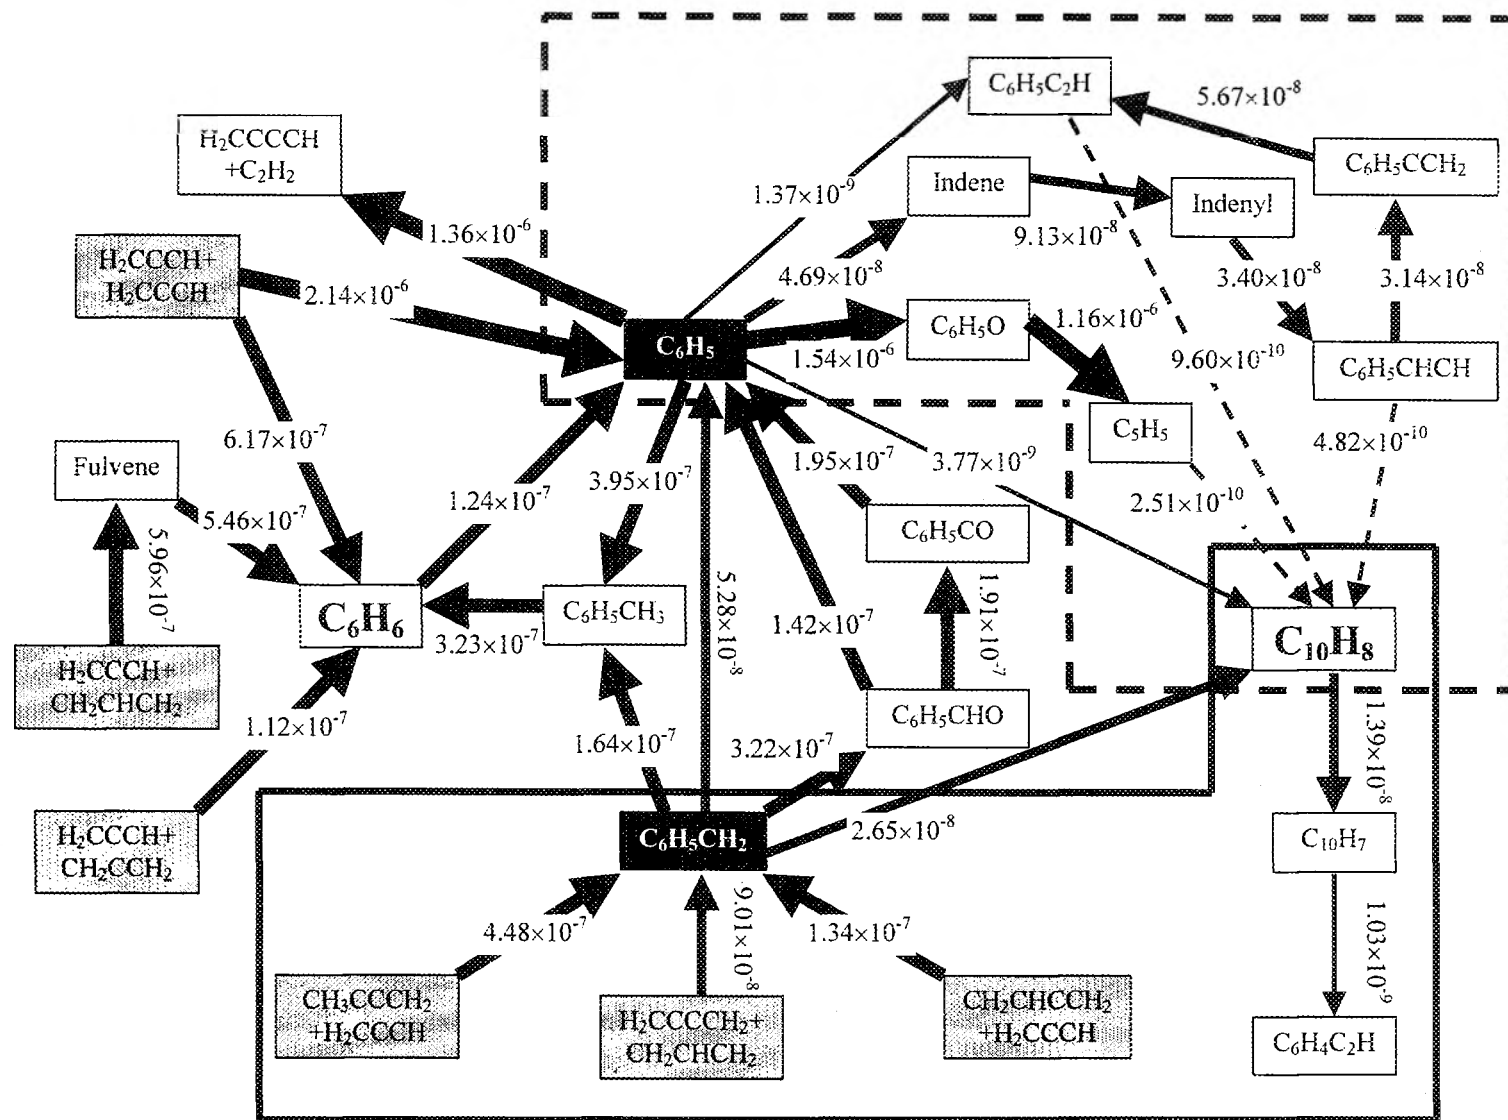 C₆H₅C₂H
5.67×10⁻⁸
H₂CCCCH
+C₂H₂
C₆H₅CCH₂
1.37×10⁻⁹
Indene
Indenyl
1.36×10⁻⁶
9.13×10⁻⁸
H₂CCCH+
H₂CCCH
4.69×10⁻⁸
3.40×10⁻⁸
3.14×10⁻⁸
2.14×10⁻⁶
C₆H₅O
1.16×10⁻⁶
C₆H₅
1.54×10⁻⁶
9.60×10⁻¹⁰
C₆H₅CHCH
6.17×10⁻⁷
C₅H₅
4.82×10⁻¹⁰
Fulvene
1.24×10⁻⁷
3.95×10⁻⁷
1.95×10⁻⁷
3.77×10⁻⁹
2.51×10⁻¹⁰
5.46×10⁻⁷
C₆H₅CO
5.96×10⁻⁷
C₆H₆
C₆H₅CH₃
5.28×10⁻⁸
1.42×10⁻⁷
1.91×10⁻⁷
C₁₀H₈
3.23×10⁻⁷
H₂CCCH+
CH₂CHCH₂
C₆H₅CHO
1.12×10⁻⁷
1.64×10⁻⁷
3.22×10⁻⁷
1.39×10⁻⁸
H₂CCCH+
CH₂CCH₂
C₆H₅CH₂
2.65×10⁻⁸
C₁₀H₇
4.48×10⁻⁷
9.01×10⁻⁸
1.34×10⁻⁷
1.03×10⁻⁹
CH₃CCCH₂
+H₂CCCH
H₂CCCCH₂+
CH₂CHCH₂
CH₂CHCCH₂
+H₂CCCH
C₆H₄C₂H